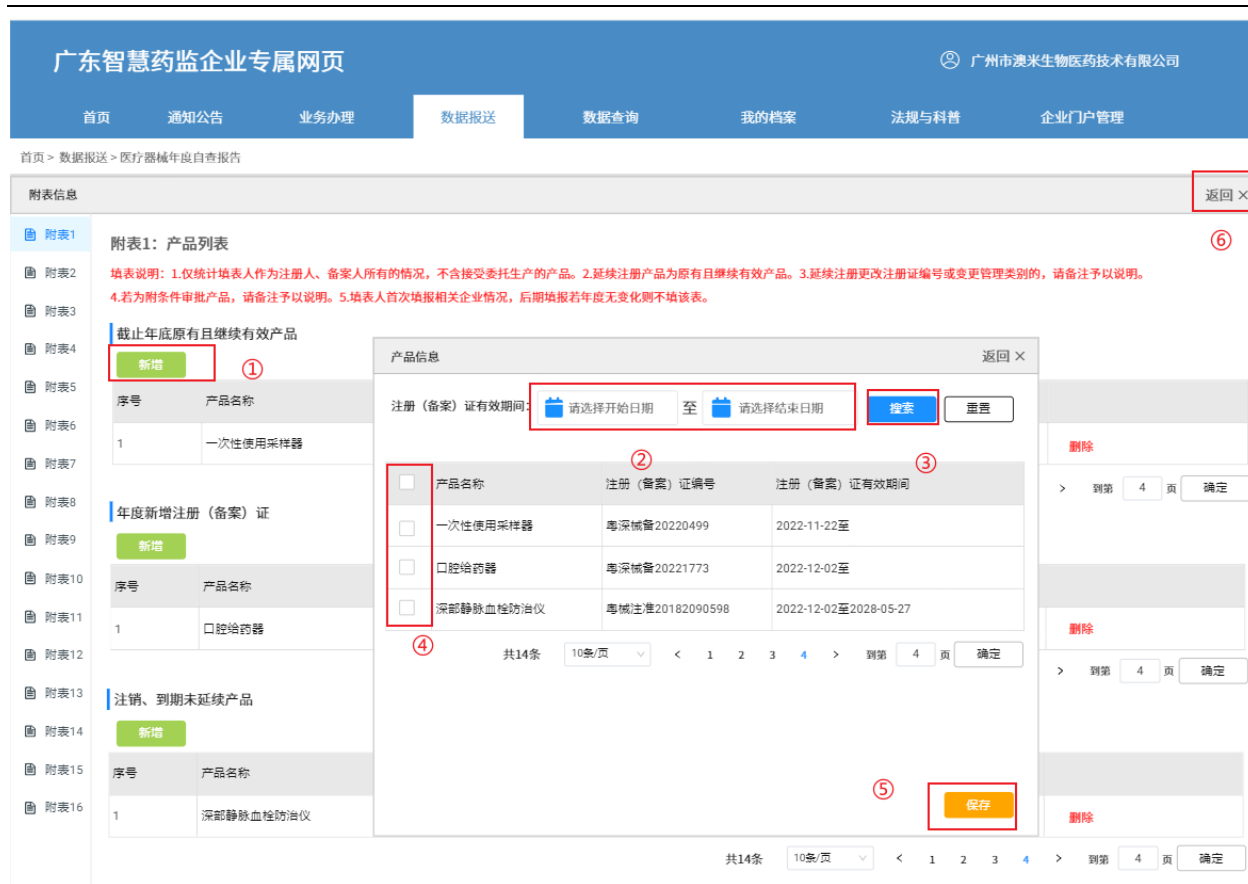 广东智慧药监企业专属网页
广州市澳米生物医药技术有限公司
首页 通知公告 业务办理 数据报送 数据查询 我的档案 法规与科普 企业门户管理
首页 > 数据报送 > 医疗器械年度自查报告
附表信息 返回 ×
⑥
附表1
附表2
附表3
附表4
附表5
附表6
附表7
附表8
附表9
附表10
附表11
附表12
附表13
附表14
附表15
附表16
附表1：产品列表
填表说明：1.仅统计填表人作为注册人、备案人所有的情况，不含接受委托生产的产品。2.延续注册产品为原有且继续有效产品。3.延续注册更改注册证编号或变更管理类别的，请备注予以说明。
4.若为附条件审批产品，请备注予以说明。5.填表人首次填报相关企业情况，后期填报若年度无变化则不填该表。
截止年底原有且继续有效产品
新增 ①
序号 产品名称
1 一次性使用采样器 删除
> 到第 4 页 确定
年度新增注册（备案）证
新增
序号 产品名称
1 口腔给药器 删除
> 到第 4 页 确定
注销、到期未延续产品
新增
序号 产品名称
1 深部静脉血栓防治仪 删除
共14条 10条/页 < 1 2 3 4 > 到第 4 页 确定
产品信息 返回 ×
注册（备案）证有效期间： 请选择开始日期 至 请选择结束日期 搜索 重置
② ③
产品名称 注册（备案）证编号 注册（备案）证有效期间
一次性使用采样器 粤深械备20220499 2022-11-22至
口腔给药器 粤深械备20221773 2022-12-02至
深部静脉血栓防治仪 粤械注准20182090598 2022-12-02至2028-05-27
④
共14条 10条/页 < 1 2 3 4 > 到第 4 页 确定
⑤ 保存